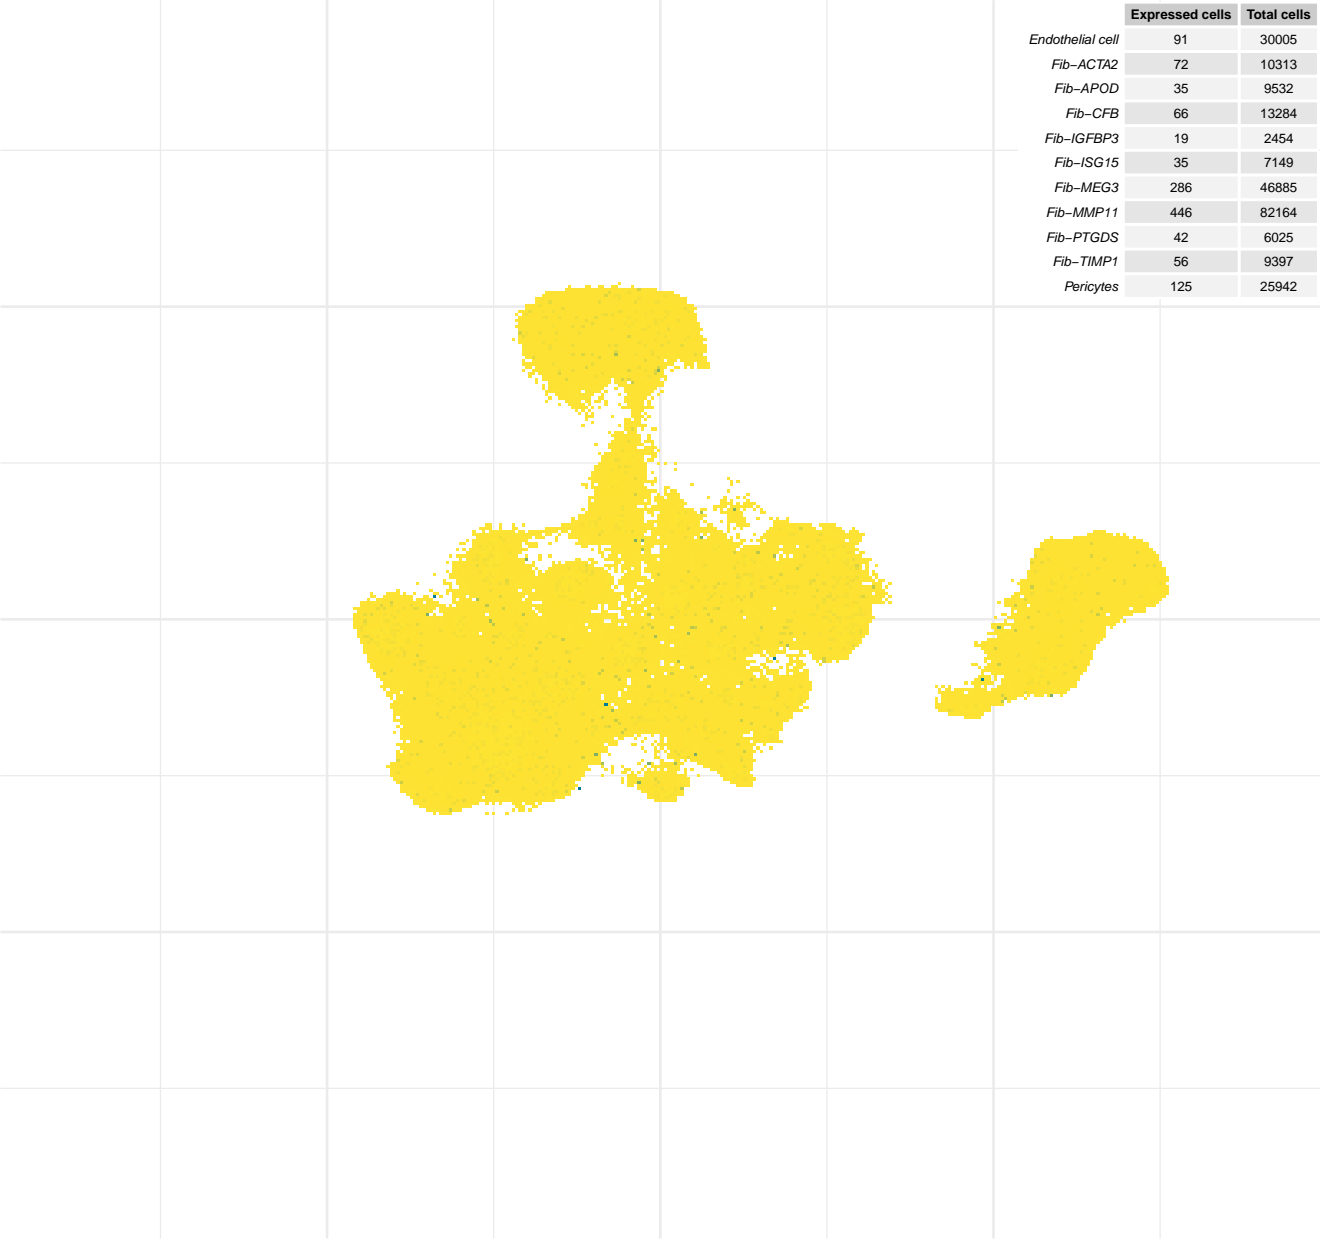 Expressed cells Total cells
Endothelial cell 91 30005
Fib−ACTA2 72 10313
Fib−APOD 35 9532
Fib−CFB 66 13284
Fib−IGFBP3 19 2454
Fib−ISG15 35 7149
Fib−MEG3 286 46885
Fib−MMP11 446 82164
Fib−PTGDS 42 6025
Fib−TIMP1 56 9397
Pericytes 125 25942